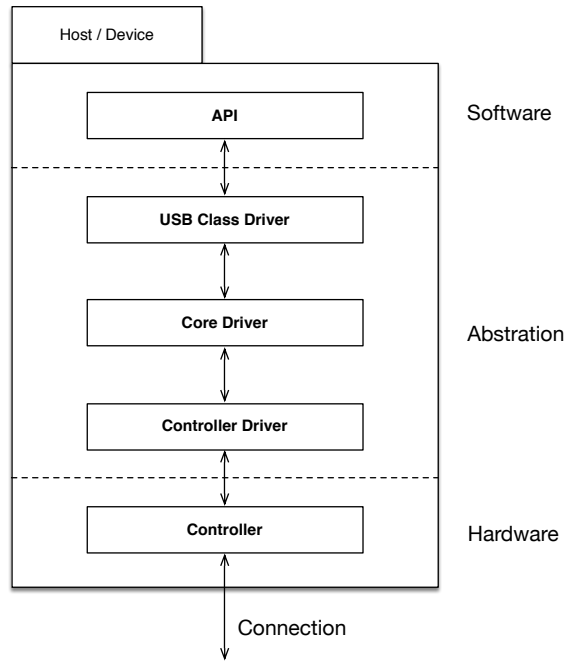 Host / Device
API
Software
USB Class Driver
Core Driver
Abstration
Controller Driver
Controller
Hardware
Connection